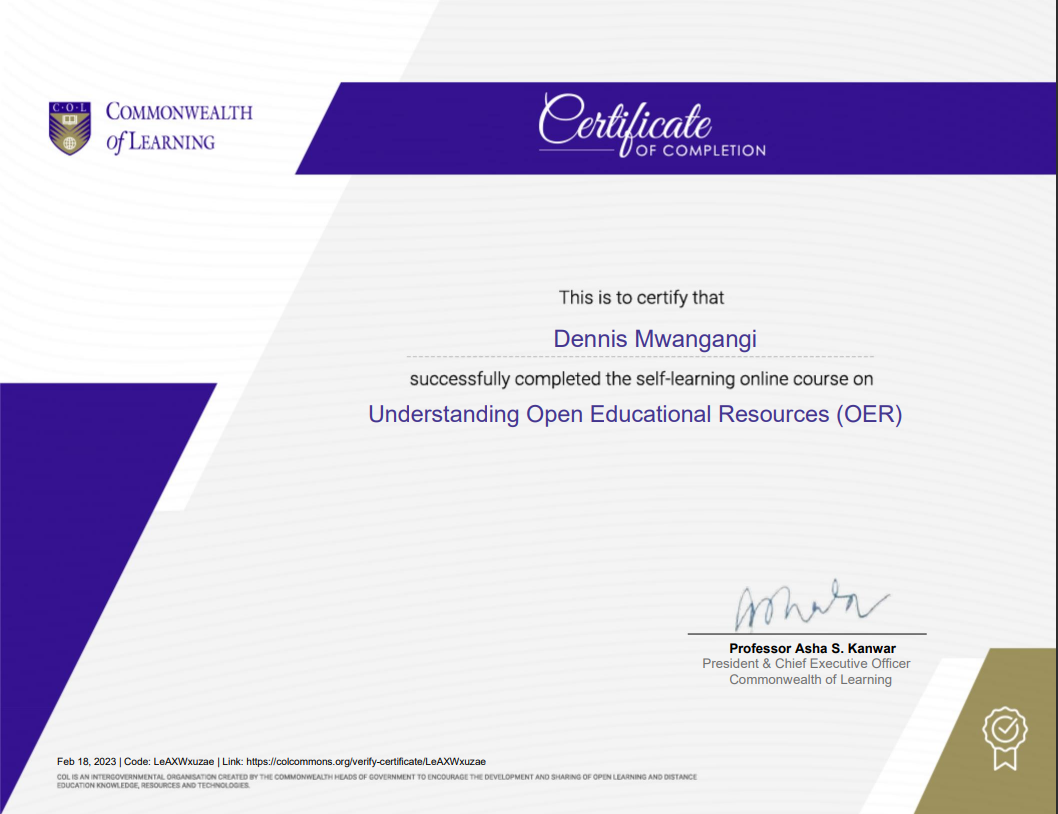 C·O·L
COMMONWEALTH
of LEARNING
Certificate
OF COMPLETION
This is to certify that
Dennis Mwangangi
successfully completed the self-learning online course on
Understanding Open Educational Resources (OER)
Professor Asha S. Kanwar
President & Chief Executive Officer
Commonwealth of Learning
Feb 18, 2023 | Code: LeAXWxuzae | Link: https://colcommons.org/verify-certificate/LeAXWxuzae
COL IS AN INTERGOVERNMENTAL ORGANISATION CREATED BY THE COMMONWEALTH HEADS OF GOVERNMENT TO ENCOURAGE THE DEVELOPMENT AND SHARING OF OPEN LEARNING AND DISTANCE
EDUCATION KNOWLEDGE, RESOURCES AND TECHNOLOGIES.